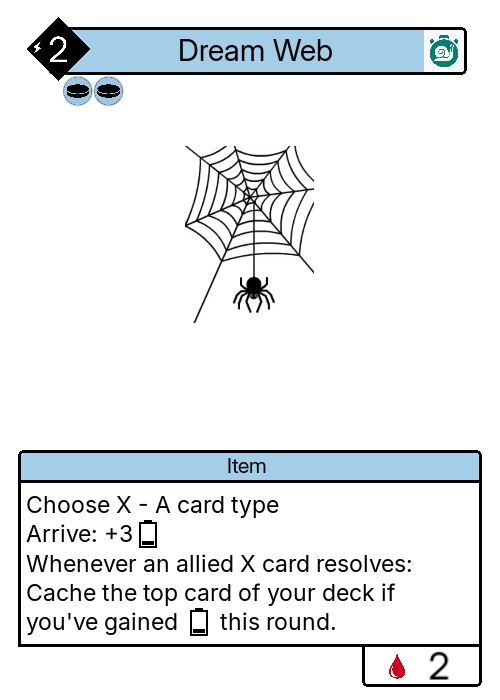 2
Dream Web
Item
Choose X - A card type
Arrive: +3
Whenever an allied X card resolves:
Cache the top card of your deck if
you've gained this round.
2